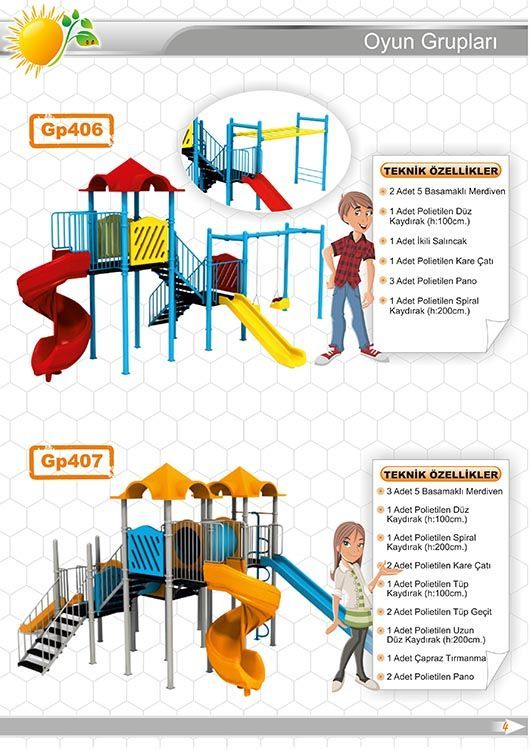 Oyun Grupları
Gp406
TEKNİK ÖZELLİKLER
2 Adet 5 Basamaklı Merdiven
1 Adet Polietilen Düz
Kaydırak (h:100cm.)
1 Adet İkili Salıncak
1 Adet Polietilen Kare Çatı
3 Adet Polietilen Pano
1 Adet Polietilen Spiral
Kaydırak (h:200cm.)
Gp407
TEKNİK ÖZELLİKLER
3 Adet 5 Basamaklı Merdiven
1 Adet Polietilen Düz
Kaydırak (h:100cm.)
1 Adet Polietilen Spiral
Kaydırak (h:200cm.)
2 Adet Polietilen Kare Çatı
1 Adet Polietilen Tüp
Kaydırak (h:100cm.)
2 Adet Polietilen Tüp Geçit
1 Adet Polietilen Uzun
Düz Kaydırak (h:200cm.)
1 Adet Çapraz Tırmanma
2 Adet Polietilen Pano
4